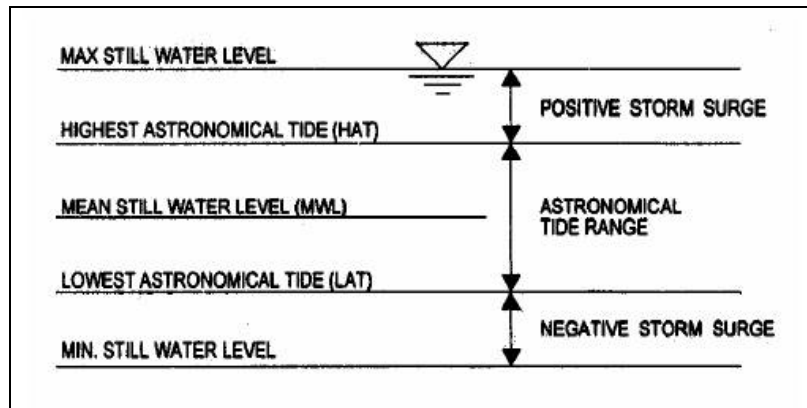 MAX STILL WATER LEVEL
POSITIVE STORM SURGE
HIGHEST ASTRONOMICAL TIDE (HAT)
MEAN STILL WATER LEVEL (MWL)
ASTRONOMICAL
TIDE RANGE
LOWEST ASTRONOMICAL TIDE (LAT)
NEGATIVE STORM SURGE
MIN. STILL WATER LEVEL